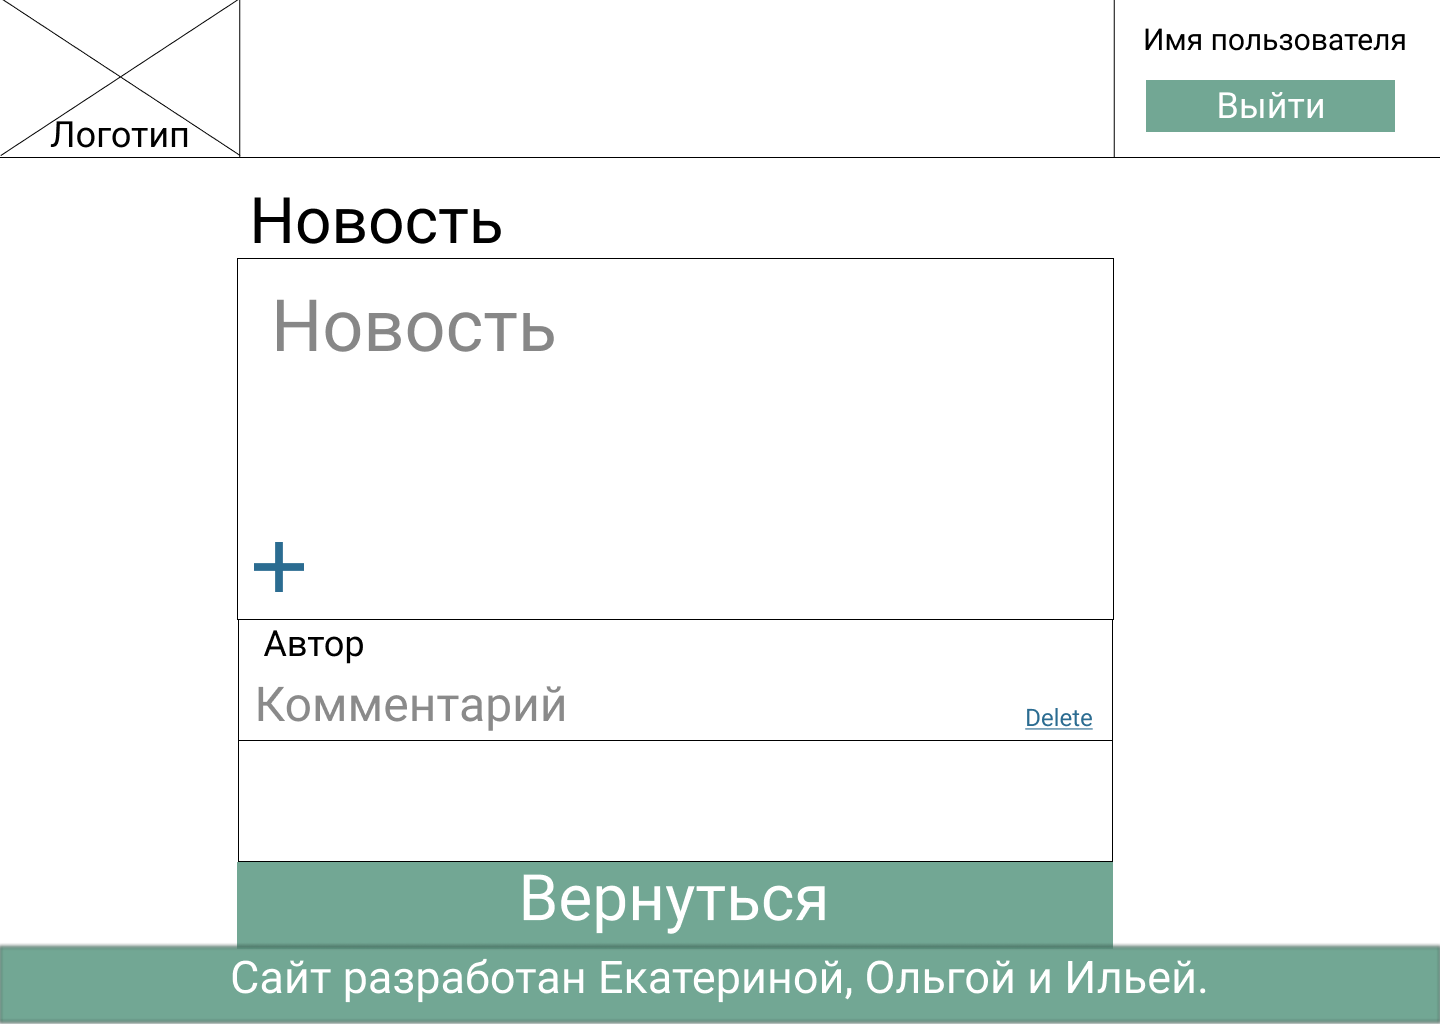 Логотип
Имя пользователя
Выйти
Новость
Новость
Автор
Комментарий
Delete
Вернуться
Сайт разработан Екатериной, Ольгой и Ильей.